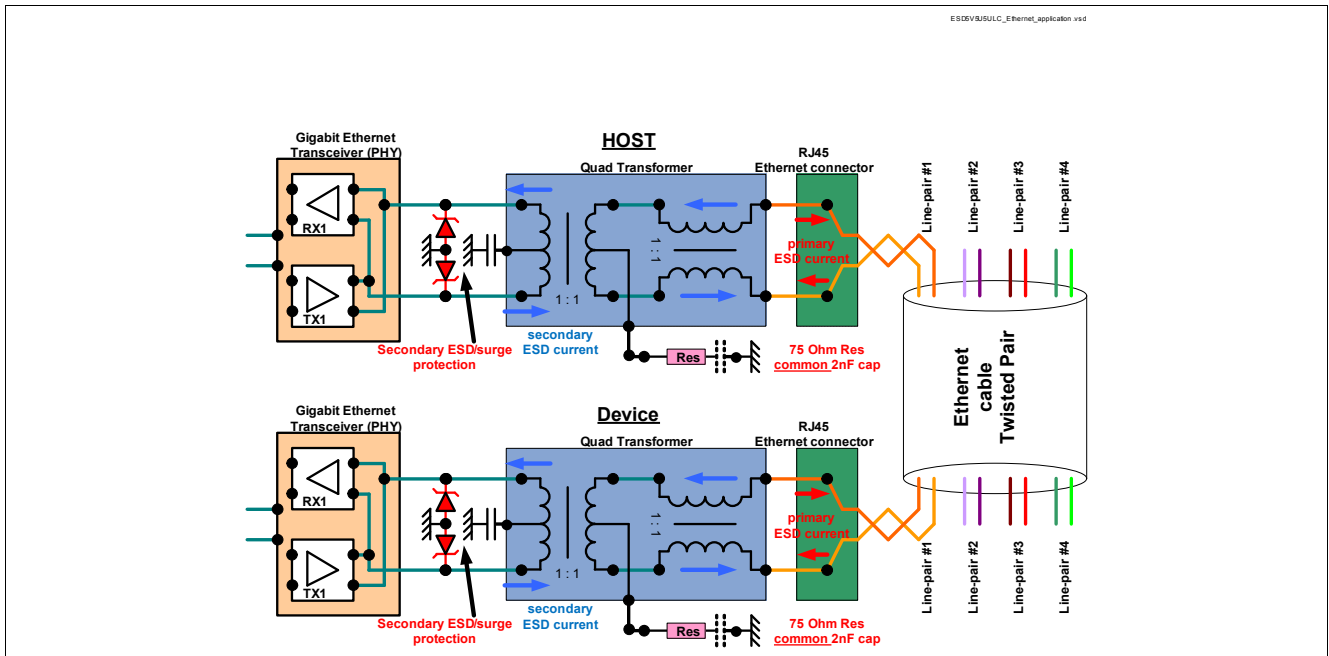 ESD5V5U5ULC_Ethernet_application.vsd
HOST
Gigabit Ethernet
Transceiver (PHY)
Quad Transformer
RJ45
Ethernet connector
RX1
TX1
1 : 1
1 : 1
primary
ESD current
Secondary ESD/surge
protection
secondary
ESD current
Res
75 Ohm Res
common 2nF cap
Line-pair #1
Line-pair #2
Line-pair #3
Line-pair #4
Ethernet
cable
Twisted Pair
Device
Gigabit Ethernet
Transceiver (PHY)
Quad Transformer
RJ45
Ethernet connector
RX1
TX1
1 : 1
1 : 1
primary
ESD current
Secondary ESD/surge
protection
secondary
ESD current
Res
75 Ohm Res
common 2nF cap
Line-pair #1
Line-pair #2
Line-pair #3
Line-pair #4